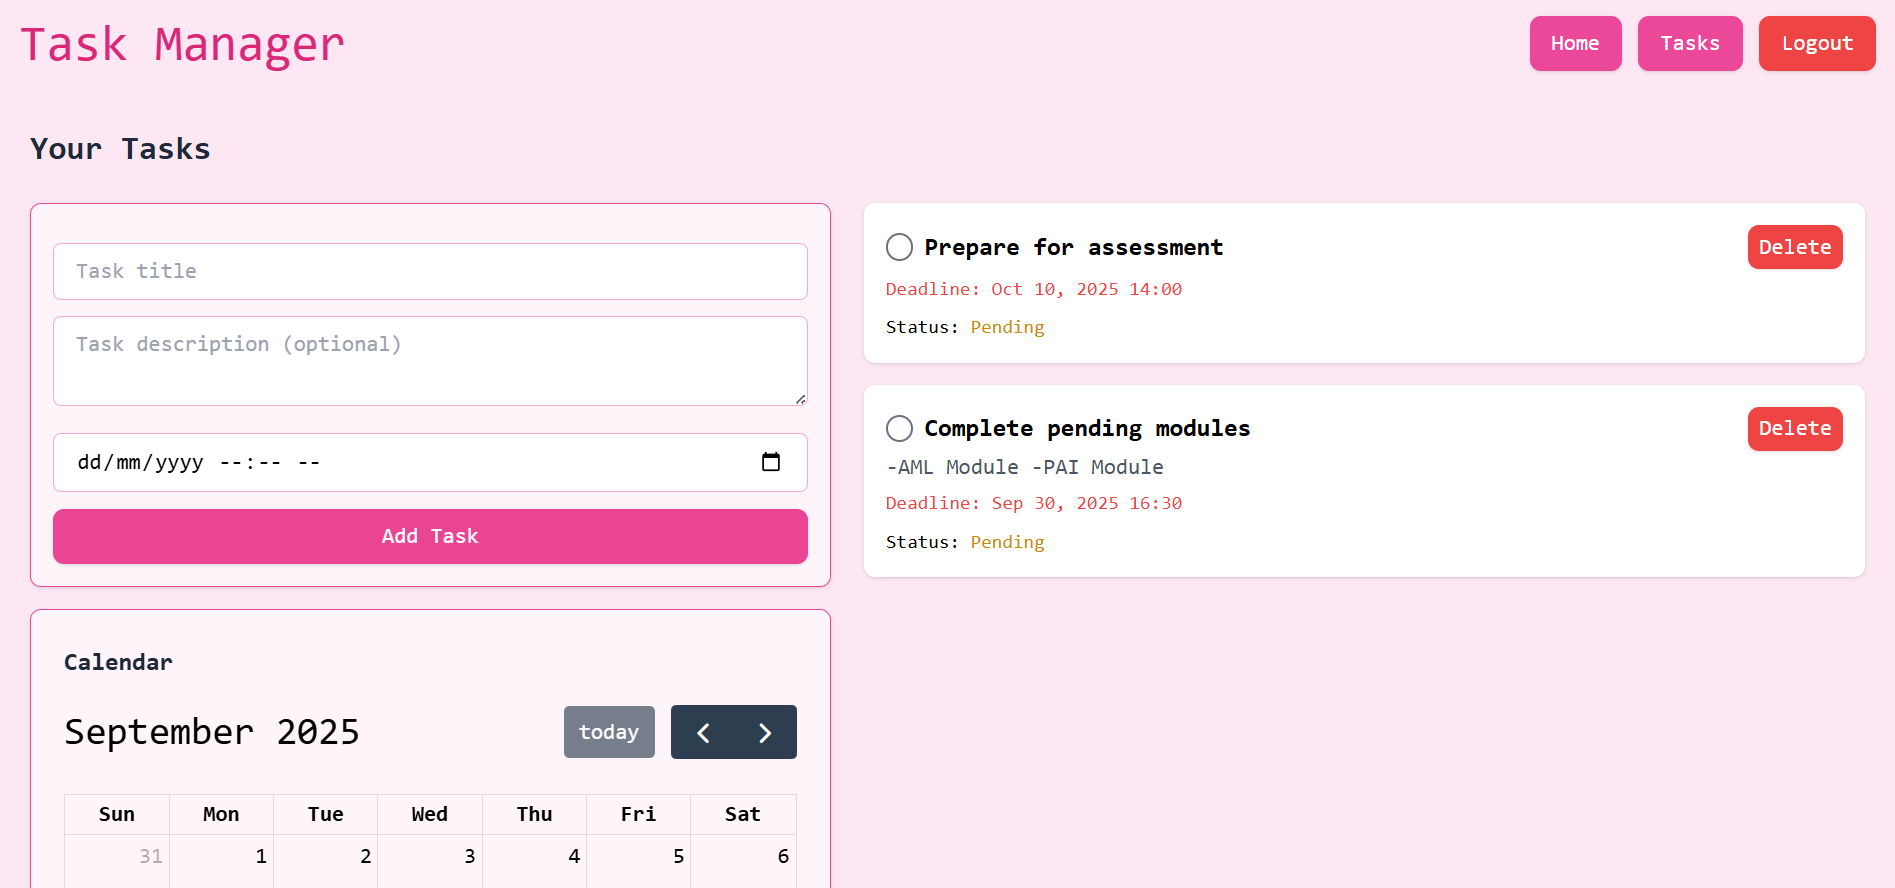 Task Manager
Home
Tasks
Logout
Your Tasks
Task title
Task description (optional)
dd/mm/yyyy --:-- --
Add Task
Prepare for assessment
Delete
Deadline: Oct 10, 2025 14:00
Status: Pending
Complete pending modules
Delete
-AML Module -PAI Module
Deadline: Sep 30, 2025 16:30
Status: Pending
Calendar
September 2025
today
Sun Mon Tue Wed Thu Fri Sat
31 1 2 3 4 5 6